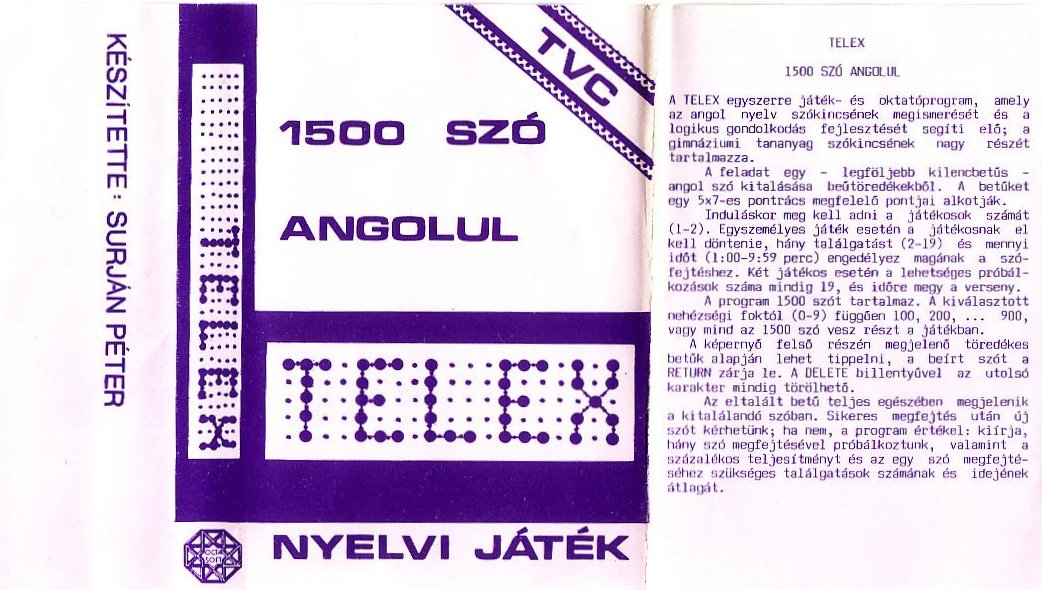 KÉSZÍTETTE: SURJÁN PÉTER
TELEX
TVC
1500 SZÓ
ANGOLUL
TELEX
OCTA
SOFT
NYELVI JÁTÉK
TELEX
1500 SZÓ ANGOLUL
A TELEX egyszerre játék- és oktatóprogram, amely
az angol nyelv szókincsének megismerését és a
logikus gondolkodás fejlesztését segíti elő; a
gimnáziumi tananyag szókincsének nagy részét
tartalmazza.
A feladat egy - legföljebb kilencbetűs -
angol szó kitalásása beűtöredékekből. A betűket
egy 5x7-es pontrács megfelelő pontjai alkotják.
Induláskor meg kell adni a játékosok számát
(1-2). Egyszemélyes játék esetén a játékosnak el
kell döntenie, hány találgatást (2-19) és mennyi
időt (1:00-9:59 perc) engedélyez magának a szó-
fejtéshez. Két játékos esetén a lehetséges próbál-
kozások száma mindig 19, és időre megy a verseny.
A program 1500 szót tartalmaz. A kiválasztott
nehézségi foktól (0-9) függően 100, 200, ... 900,
vagy mind az 1500 szó vesz részt a játékban.
A képernyő felső részén megjelenő töredékes
betűk alapján lehet tippelni, a beírt szót a
RETURN zárja le. A DELETE billentyűvel az utolsó
karakter mindig törölhető.
Az eltalált betű teljes egészében megjelenik
a kitalálandó szóban. Sikeres megfejtés után új
szót kérhetünk; ha nem, a program értékel: kiírja,
hány szó megfejtésével próbálkoztunk, valamint a
százalékos teljesítményt és az egy szó megfejté-
séhez szükséges találgatások számának és idejének
átlagát.